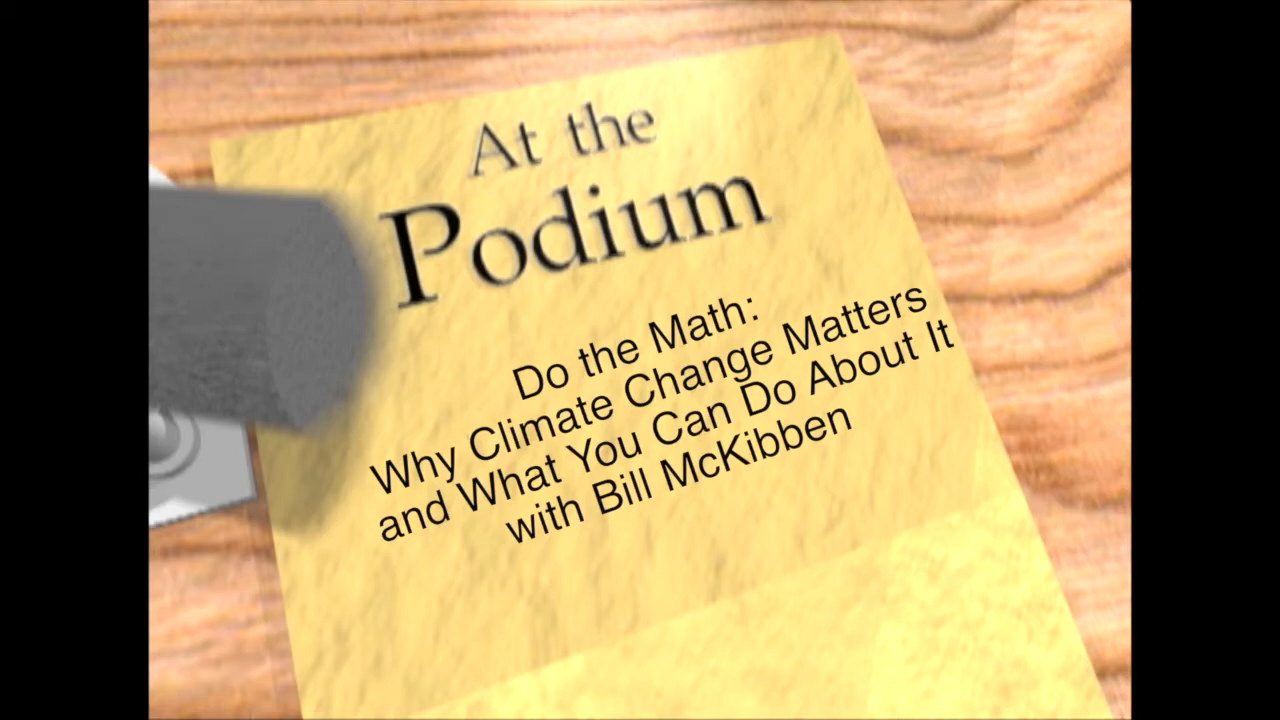 At the
Podium
Do the Math:
Why Climate Change Matters
and What You Can Do About It
with Bill McKibben